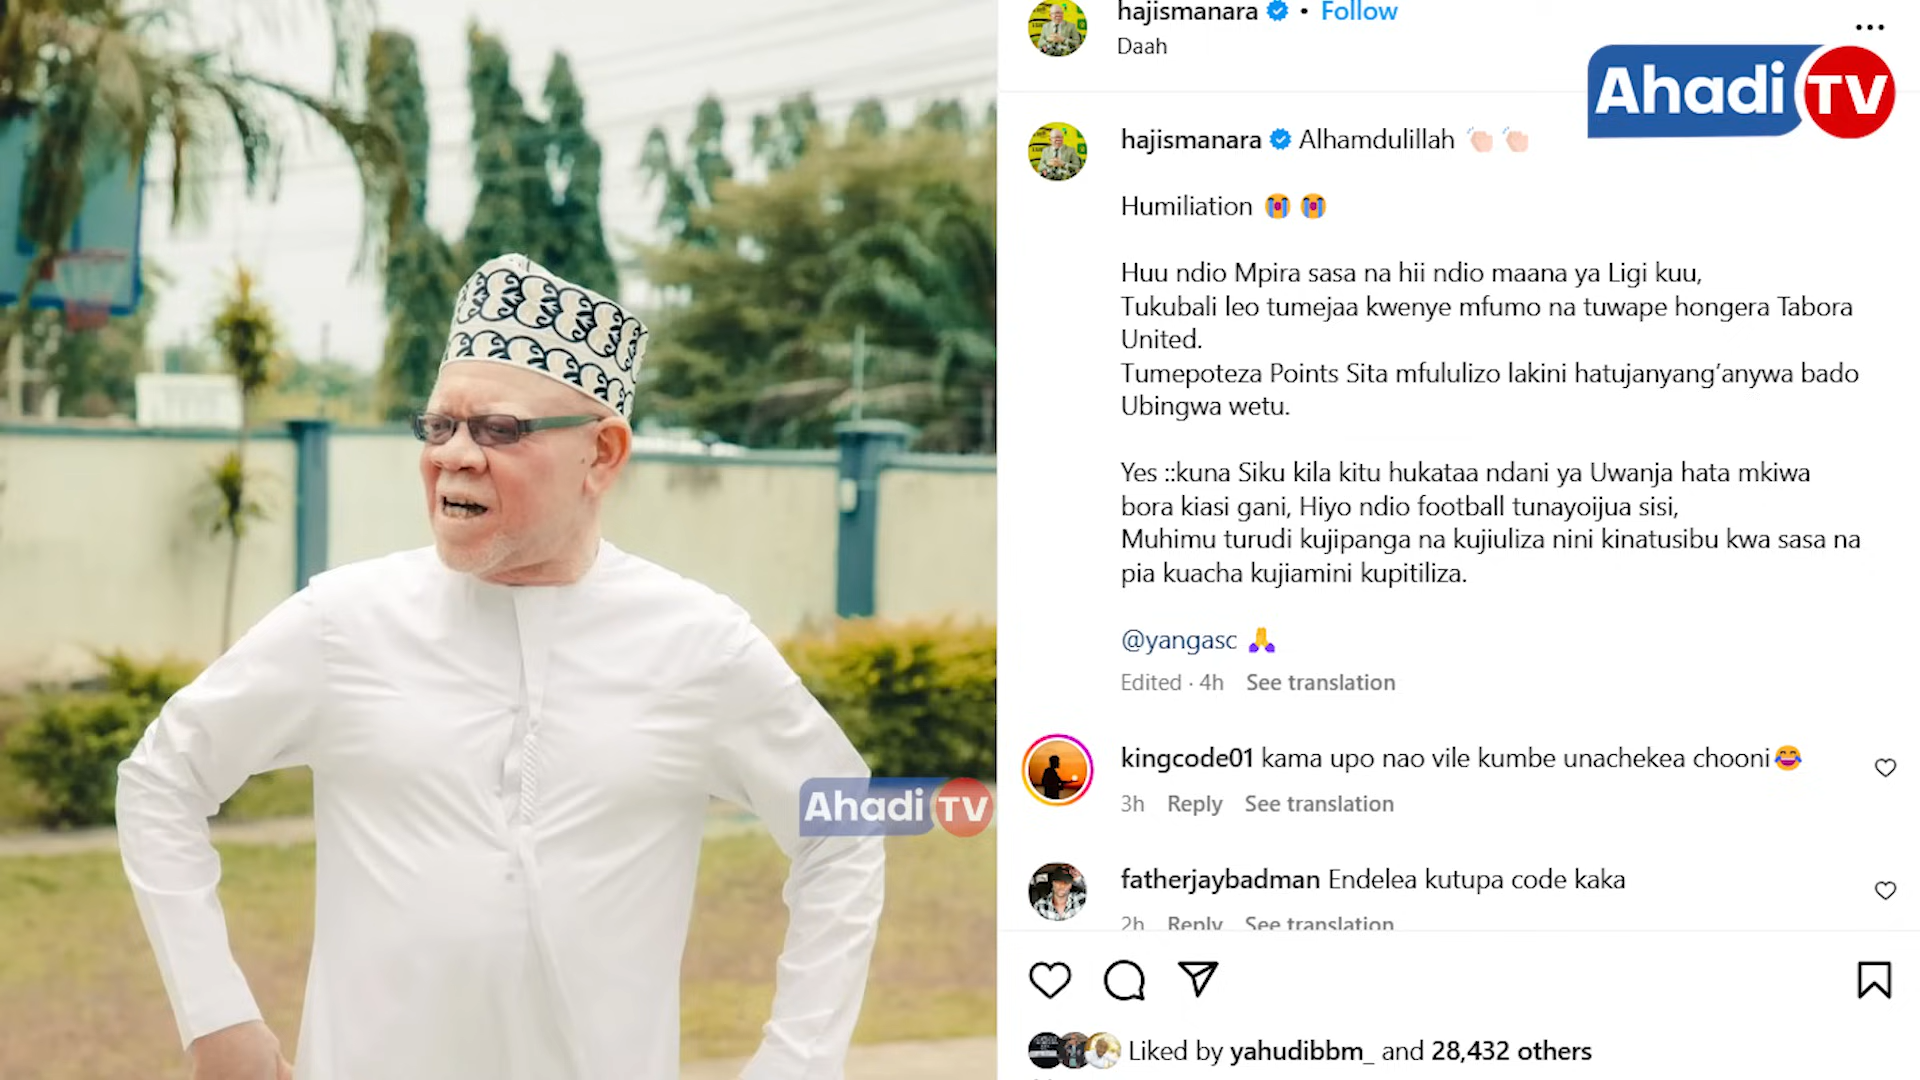 hajismanara • Follow
Daah
Ahadi TV
hajismanara Alhamdulillah 👏🏻 👏🏻
Humiliation 😭 😭
Huu ndio Mpira sasa na hii ndio maana ya Ligi kuu,
Tukubali leo tumejaa kwenye mfumo na tuwape hongera Tabora
United.
Tumepoteza Points Sita mfululizo lakini hatujanyang’anywa bado
Ubingwa wetu.
Yes ::kuna Siku kila kitu hukataa ndani ya Uwanja hata mkiwa
bora kiasi gani, Hiyo ndio football tunayoijua sisi,
Muhimu turudi kujipanga na kujiuliza nini kinatusibu kwa sasa na
pia kuacha kujiamini kupitiliza.
@yangasc 🙏
Edited · 4h See translation
kingcode01 kama upo nao vile kumbe unachekea chooni😂
3h Reply See translation
Ahadi TV
fatherjaybadman Endelea kutupa code kaka
2h Reply See translation
Liked by yahudibbm_ and 28,432 others